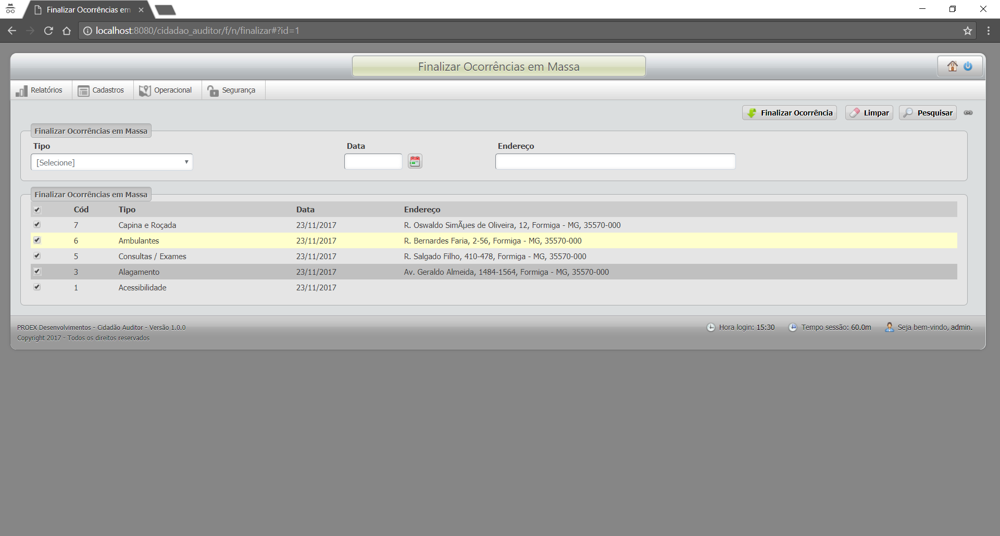 Finalizar Ocorrências em
localhost:8080/cidadao_auditor/f/n/finalizar#?id=1
Finalizar Ocorrências em Massa
Relatórios Cadastros Operacional Segurança
Finalizar Ocorrência Limpar Pesquisar
Finalizar Ocorrências em Massa
Tipo Data Endereço
[Selecione]
Finalizar Ocorrências em Massa
Cód Tipo Data Endereço
7 Capina e Roçada 23/11/2017 R. Oswaldo SimÃµes de Oliveira, 12, Formiga - MG, 35570-000
6 Ambulantes 23/11/2017 R. Bernardes Faria, 2-56, Formiga - MG, 35570-000
5 Consultas / Exames 23/11/2017 R. Salgado Filho, 410-478, Formiga - MG, 35570-000
3 Alagamento 23/11/2017 Av. Geraldo Almeida, 1484-1564, Formiga - MG, 35570-000
1 Acessibilidade 23/11/2017
PROEX Desenvolvimentos - Cidadão Auditor - Versão 1.0.0 Hora login: 15:30 Tempo sessão: 60.0m Seja bem-vindo, admin.
Copyright 2017 - Todos os direitos reservados